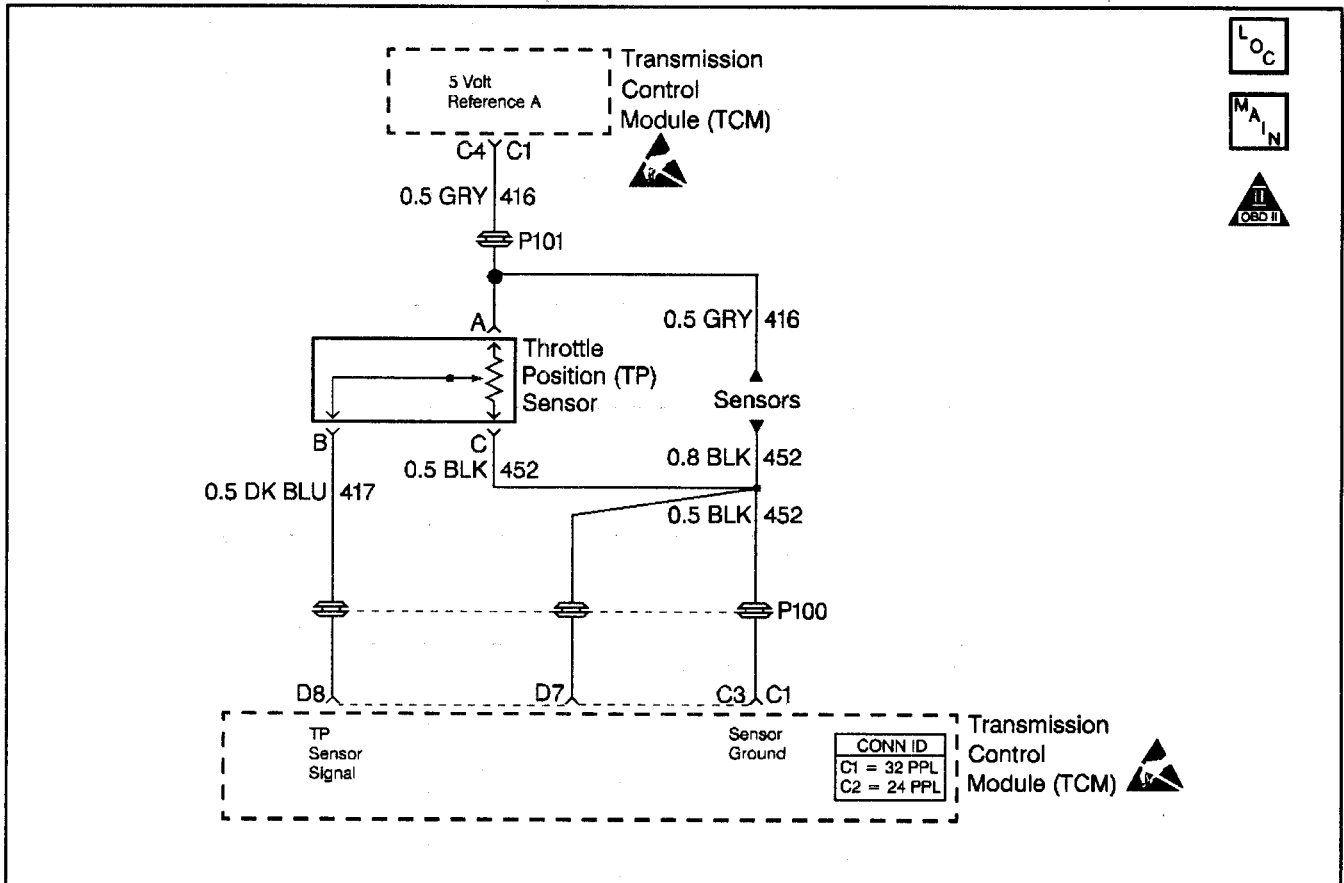 LOC
5 Volt
Reference A
Transmission
Control
Module (TCM)
MAIN
C4 C1
0.5 GRY 416
II
OBD II
P101
A
0.5 GRY 416
Throttle
Position (TP)
Sensor
Sensors
B
C
0.5 BLK 452
0.8 BLK 452
0.5 DK BLU 417
0.5 BLK 452
P100
D8
D7
C3 C1
TP
Sensor
Signal
Sensor
Ground
CONN ID
C1 = 32 PPL
C2 = 24 PPL
Transmission
Control
Module (TCM)